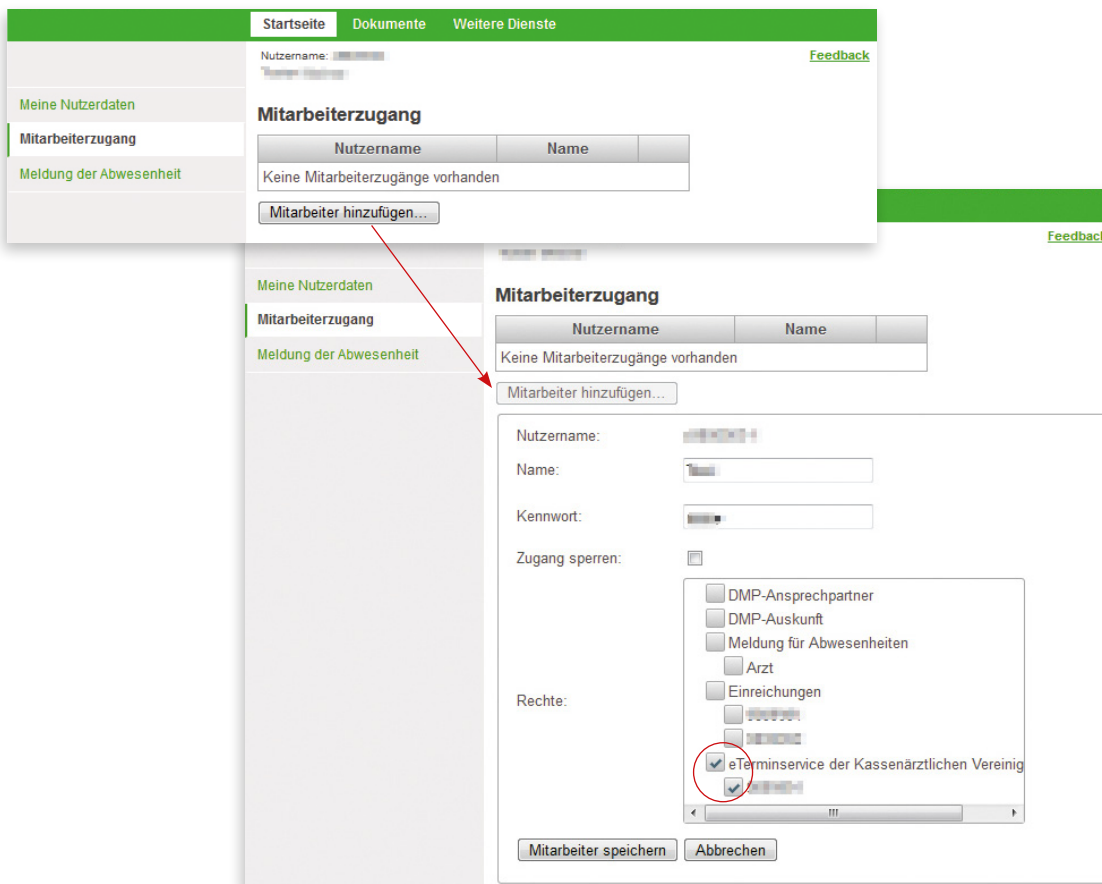 Startseite Dokumente Weitere Dienste
Nutzername:
Feedback
Meine Nutzerdaten
Mitarbeiterzugang
Meldung der Abwesenheit
Mitarbeiterzugang
Nutzername Name
Keine Mitarbeiterzugänge vorhanden
Mitarbeiter hinzufügen...
Feedback
Meine Nutzerdaten
Mitarbeiterzugang
Meldung der Abwesenheit
Mitarbeiterzugang
Nutzername Name
Keine Mitarbeiterzugänge vorhanden
Mitarbeiter hinzufügen...
Nutzername:
Name:
Kennwort:
Zugang sperren:
Rechte:
DMP-Ansprechpartner
DMP-Auskunft
Meldung für Abwesenheiten
Arzt
Einreichungen
eTerminservice der Kassenärztlichen Vereinig
Mitarbeiter speichern Abbrechen